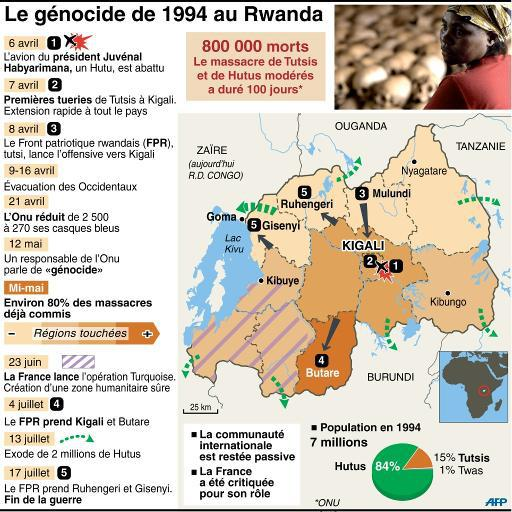 Le génocide de 1994 au Rwanda
6 avril 1
L'avion du président Juvénal
Habyarimana, un Hutu, est abattu
7 avril 2
Premières tueries de Tutsis à Kigali.
Extension rapide à tout le pays
8 avril 3
Le Front patriotique rwandais (FPR),
tutsi, lance l'offensive vers Kigali
9-16 avril
Évacuation des Occidentaux
21 avril
L'Onu réduit de 2 500
à 270 ses casques bleus
12 mai
Un responsable de l'Onu
parle de «génocide»
Mi-mai
Environ 80% des massacres
déjà commis
– Régions touchées +
23 juin
La France lance l'opération Turquoise.
Création d'une zone humanitaire sûre
4 juillet 4
Le FPR prend Kigali et Butare
13 juillet
Exode de 2 millions de Hutus
17 juillet 5
Le FPR prend Ruhengeri et Gisenyi.
Fin de la guerre
800 000 morts
Le massacre de Tutsis
et de Hutus modérés
a duré 100 jours*
OUGANDA
ZAÏRE
(aujourd'hui
R.D. CONGO)
TANZANIE
Nyagatare
5
Ruhengeri
3 Mulundi
Goma
5 Gisenyi
Lac
Kivu
KIGALI
2 1
Kibuye
Kibungo
4
Butare
BURUNDI
25 km
La communauté
internationale
est restée passive
La France
a été critiquée
pour son rôle
Population en 1994
7 millions
Hutus 84%
15% Tutsis
1% Twas
*ONU
AFP